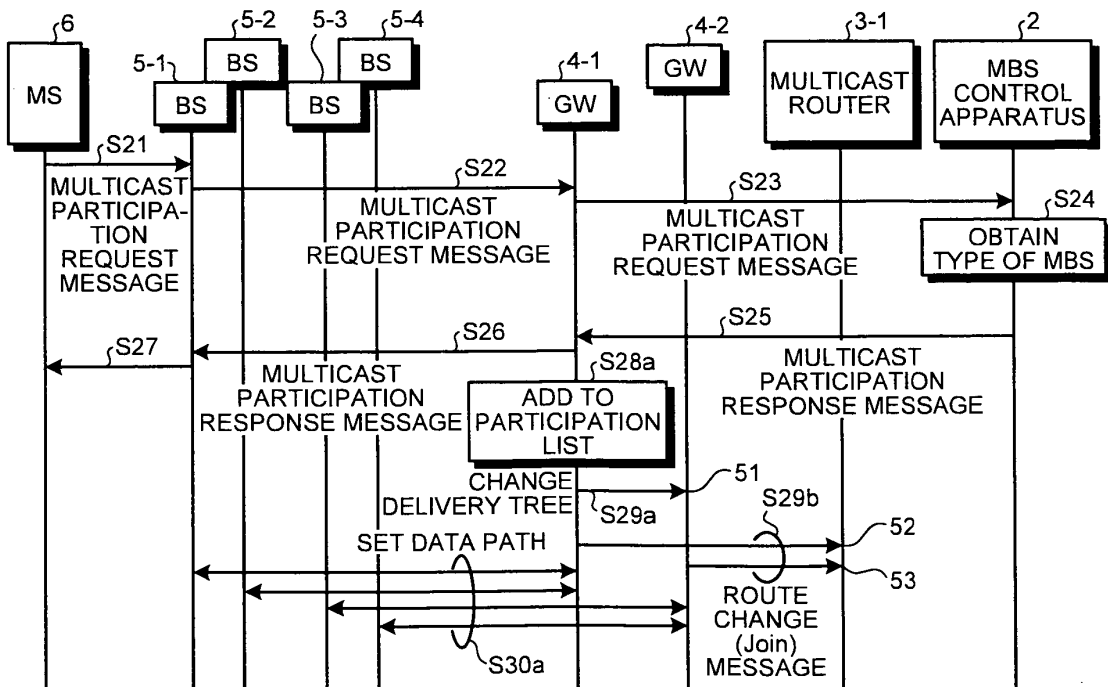 6
5-2
5-3
5-4
4-2
3-1
2
5-1
4-1
MS
BS
BS
BS
BS
GW
GW
MULTICAST
ROUTER
MBS
CONTROL
APPARATUS
S21
MULTICAST
PARTICIPA-
TION
REQUEST
MESSAGE
S22
MULTICAST
PARTICIPATION
REQUEST MESSAGE
S23
MULTICAST
PARTICIPATION
REQUEST MESSAGE
S24
OBTAIN
TYPE OF MBS
S25
MULTICAST
PARTICIPATION
RESPONSE MESSAGE
S26
MULTICAST
PARTICIPATION
RESPONSE MESSAGE
S27
S28a
ADD TO
PARTICIPATION
LIST
CHANGE
DELIVERY TREE
S29a
51
S29b
52
53
ROUTE
CHANGE
(Join)
MESSAGE
SET DATA PATH
S30a